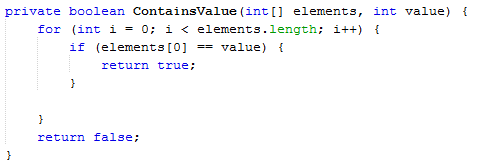 private boolean ContainsValue(int[] elements, int value) {
    for (int i = 0; i < elements.length; i++) {
        if (elements[0] == value) {
            return true;
        }

    }
    return false;
}